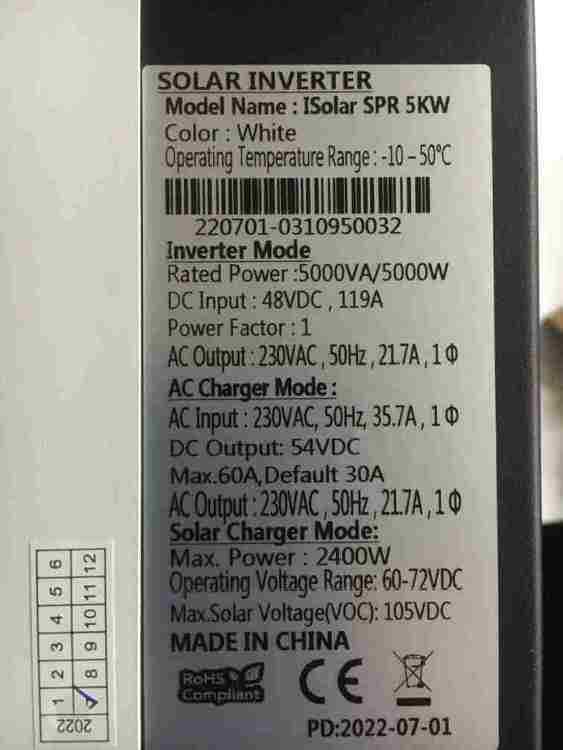 SOLAR INVERTER
Model Name : ISolar SPR 5KW
Color : White
Operating Temperature Range : -10 – 50°C
220701-0310950032
Inverter Mode
Rated Power :5000VA/5000W
DC Input : 48VDC , 119A
Power Factor : 1
AC Output : 230VAC , 50Hz , 21.7A , 1Φ
AC Charger Mode :
AC Input : 230VAC, 50Hz, 35.7A , 1Φ
DC Output: 54VDC
Max.60A,Default 30A
AC Output : 230VAC , 50Hz , 21.7A , 1Φ
Solar Charger Mode:
Max. Power : 2400W
Operating Voltage Range: 60-72VDC
Max.Solar Voltage(VOC): 105VDC
MADE IN CHINA
RoHS
Compliant
CE
PD:2022-07-01
2022
1 2 3 4 5 6
8 9 10 11 12